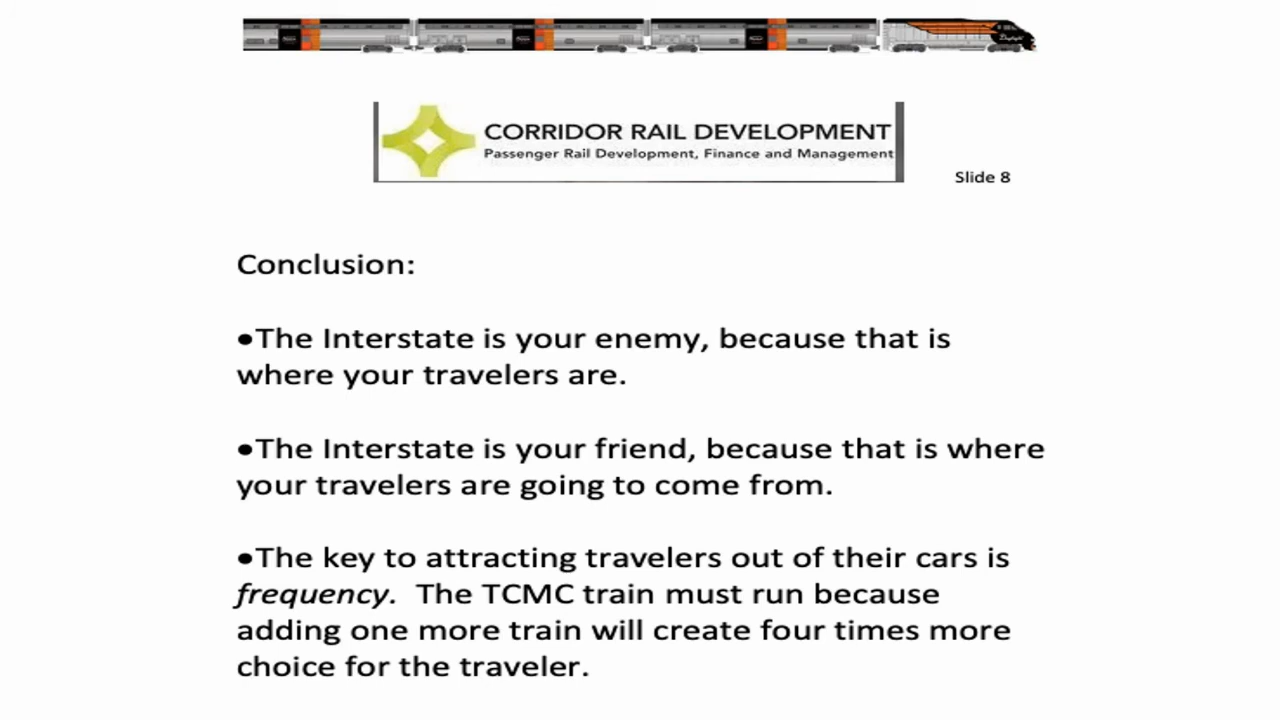 CORRIDOR RAIL DEVELOPMENT
Passenger Rail Development, Finance and Management
Slide 8
Conclusion:
•The Interstate is your enemy, because that is
where your travelers are.
•The Interstate is your friend, because that is where
your travelers are going to come from.
•The key to attracting travelers out of their cars is
frequency. The TCMC train must run because
adding one more train will create four times more
choice for the traveler.